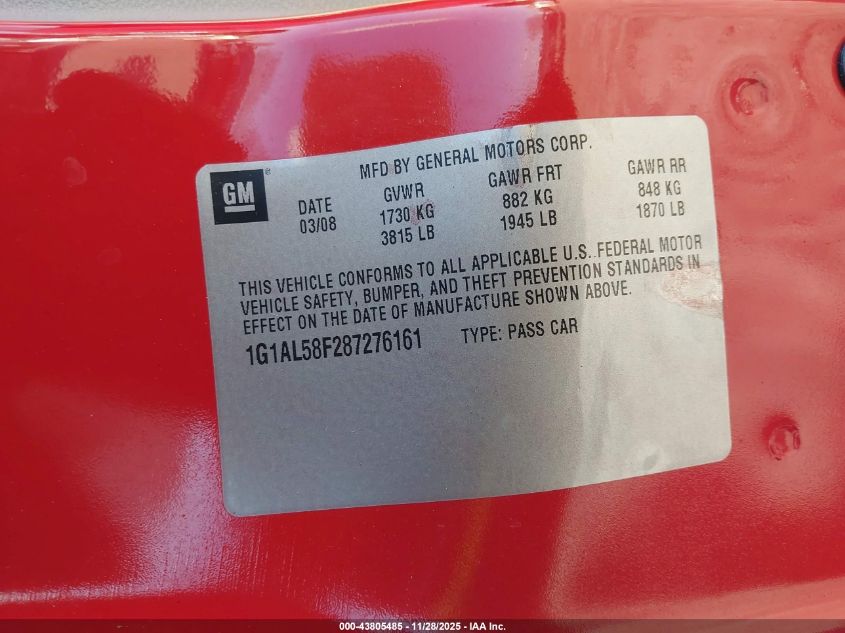 MFD BY GENERAL MOTORS CORP.
GM®
DATE GVWR GAWR FRT GAWR RR
03/08 1730 KG 882 KG 848 KG
3815 LB 1945 LB 1870 LB
THIS VEHICLE CONFORMS TO ALL APPLICABLE U.S. FEDERAL MOTOR
VEHICLE SAFETY, BUMPER, AND THEFT PREVENTION STANDARDS IN
EFFECT ON THE DATE OF MANUFACTURE SHOWN ABOVE.
1G1AL58F287276161 TYPE: PASS CAR
000-43805485 - 11/28/2025 - IAA Inc.